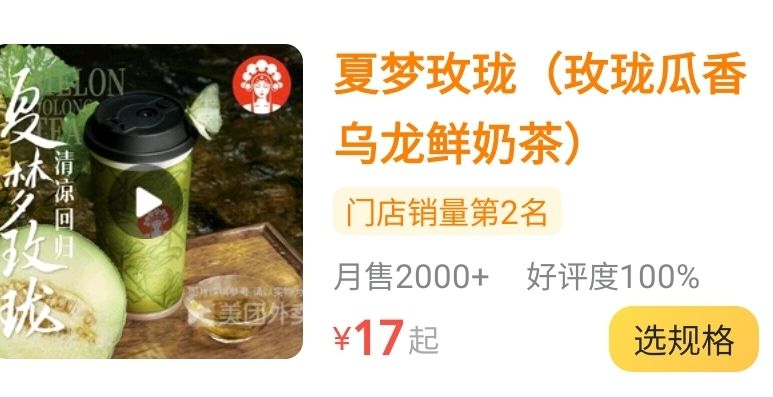 MELON
OOLONG
TEA
夏梦玫珑
清凉回归
美团外卖
夏梦玫珑（玫珑瓜香
乌龙鲜奶茶）
门店销量第2名
月售2000+ 好评度100%
¥17起
选规格